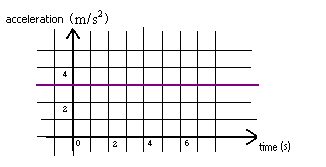 acceleration (m/s²)
4
2
0 2 4 6 time (s)